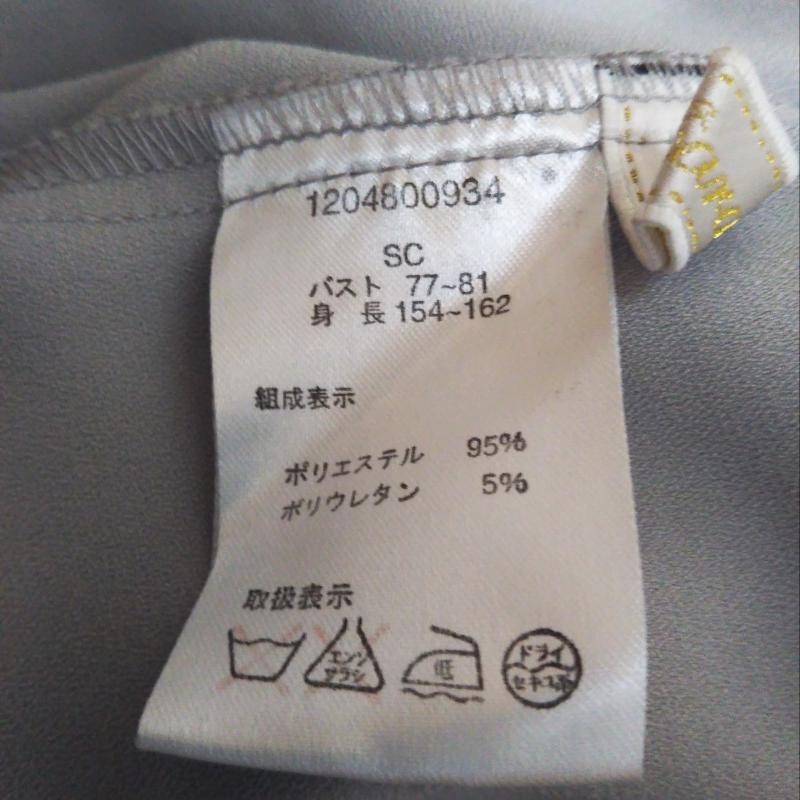 1204800934
SC
バスト 77~81
身 長 154~162
組成表示
ポリエステル 95%
ポリウレタン 5%
取扱表示
エンソ
サラシ
低
ドライ
セキユ系